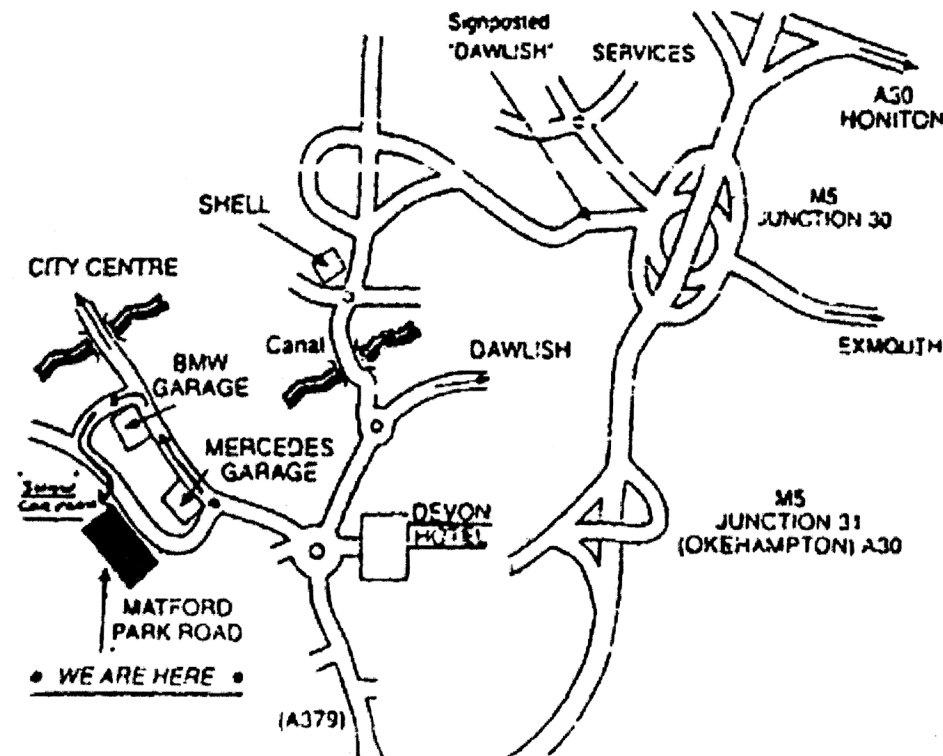 Signposted
"DAWLISH"
SERVICES
A30
HONITON
M5
JUNCTION 30
SHELL
CITY CENTRE
EXMOUTH
Canal
DAWLISH
BMW
GARAGE
MERCEDES
GARAGE
DEVON
HOTEL
M5
JUNCTION 31
(OKEHAMPTON) A30
MATFORD
PARK ROAD
• WE ARE HERE •
(A379)